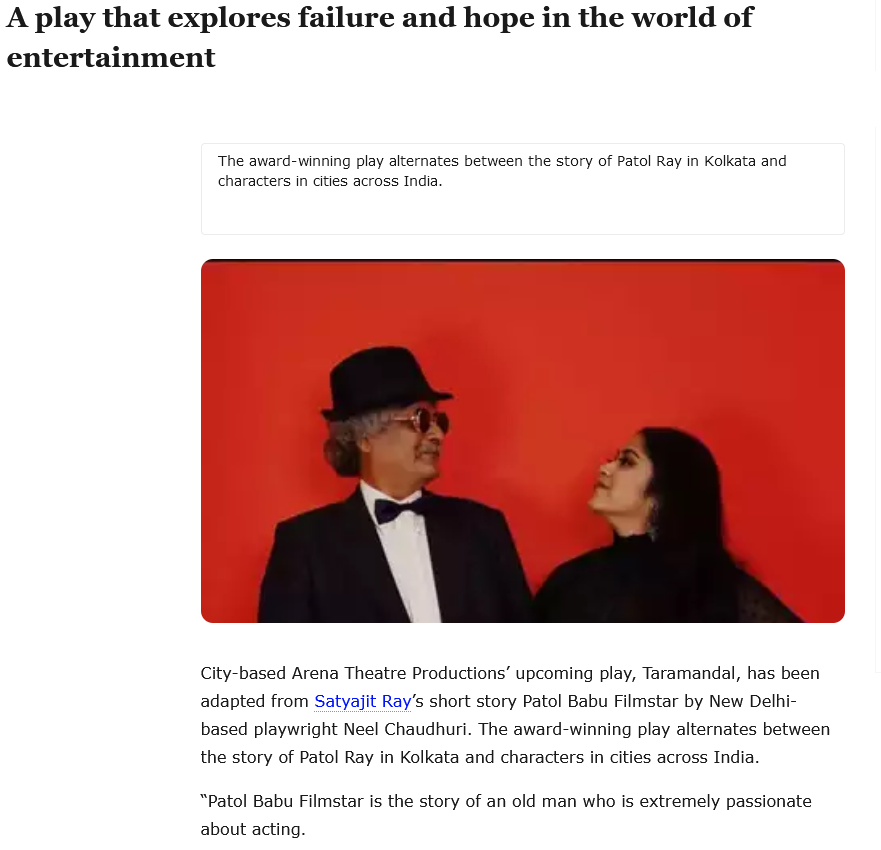 A play that explores failure and hope in the world of
entertainment
The award-winning play alternates between the story of Patol Ray in Kolkata and
characters in cities across India.
City-based Arena Theatre Productions’ upcoming play, Taramandal, has been
adapted from Satyajit Ray’s short story Patol Babu Filmstar by New Delhi-
based playwright Neel Chaudhuri. The award-winning play alternates between
the story of Patol Ray in Kolkata and characters in cities across India.
“Patol Babu Filmstar is the story of an old man who is extremely passionate
about acting.